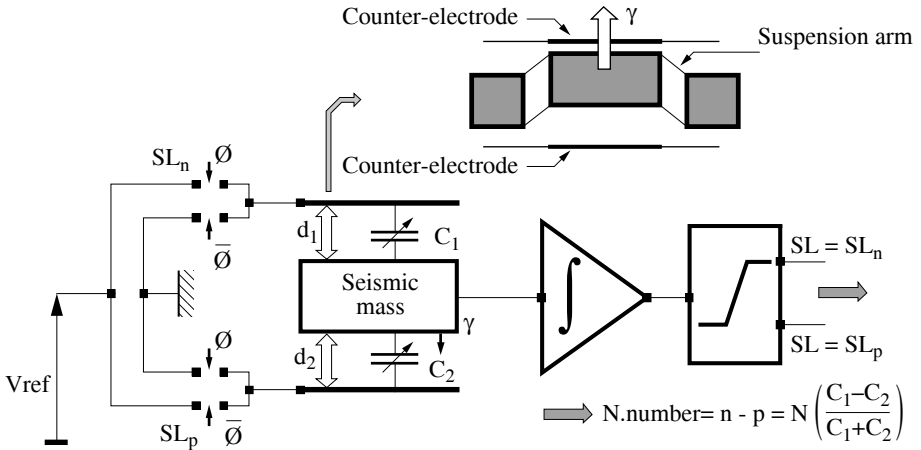 Counter-electrode
γ
Suspension arm
Counter-electrode
SLₙ
Ø
Ø̅
d₁
C₁
Seismic
mass
γ
d₂
C₂
Vref
Ø
Ø̅
SLₚ
∫
SL = SLₙ
SL = SLₚ
N.number= n - p = N (C₁–C₂ / C₁+C₂)